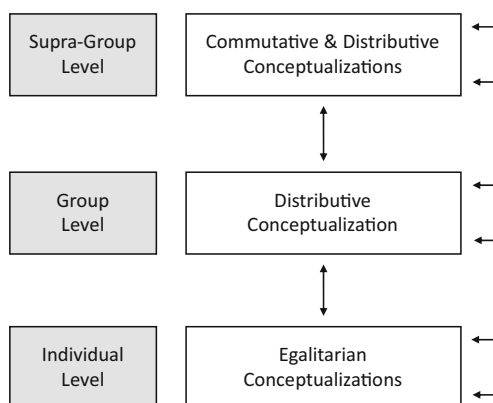 Supra-Group
Level
Commutative & Distributive
Conceptualizations
Group
Level
Distributive
Conceptualization
Individual
Level
Egalitarian
Conceptualizations